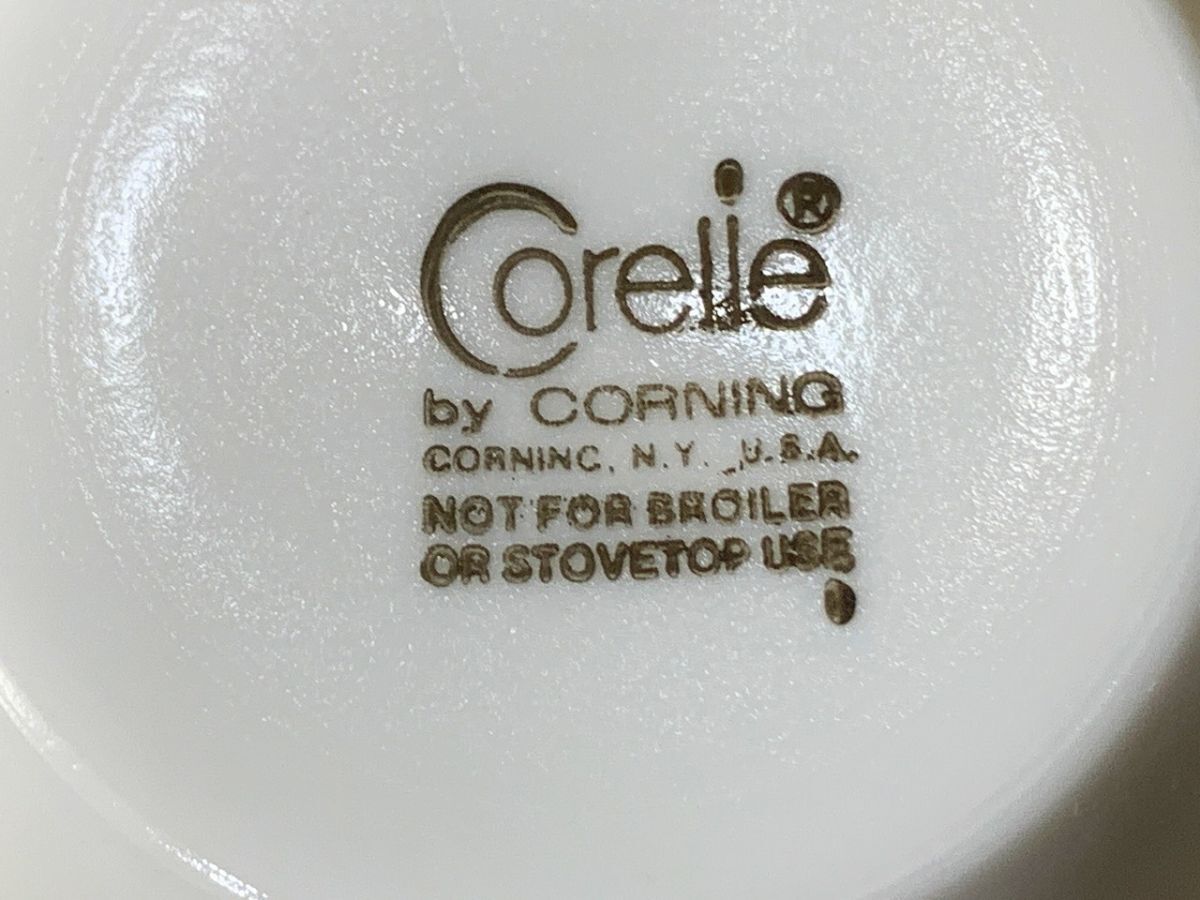 Corelle®
by CORNING
CORNING, N.Y. U.S.A.
NOT FOR BROILER
OR STOVETOP USE